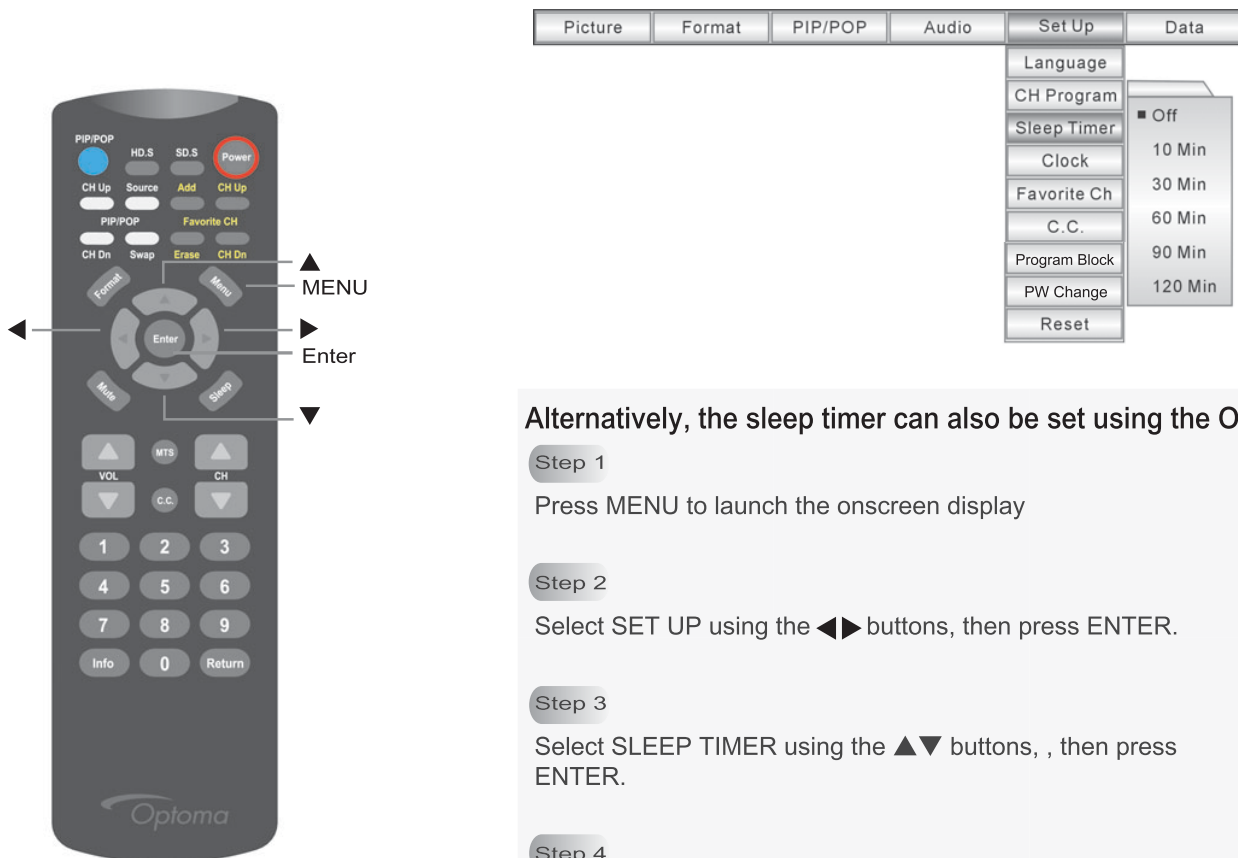 Picture Format PIP/POP Audio Set Up Data
Language
CH Program
Sleep Timer
Clock
Favorite Ch
C.C.
Program Block
PW Change
Reset
■ Off
10 Min
30 Min
60 Min
90 Min
120 Min
PIP/POP
HD.S SD.S Power
CH Up Source Add CH Up
PIP/POP Favorite CH
CH Dn Swap Erase CH Dn
Format Menu
▲
MENU
◀ ▶
Enter
Enter
Mute Sleep
▼
MTS
VOL CH
C.C.
1 2 3
4 5 6
7 8 9
Info 0 Return
Optoma
Alternatively, the sleep timer can also be set using the O
Step 1
Press MENU to launch the onscreen display
Step 2
Select SET UP using the ◀▶ buttons, then press ENTER.
Step 3
Select SLEEP TIMER using the ▲▼ buttons, , then press
ENTER.
Step 4